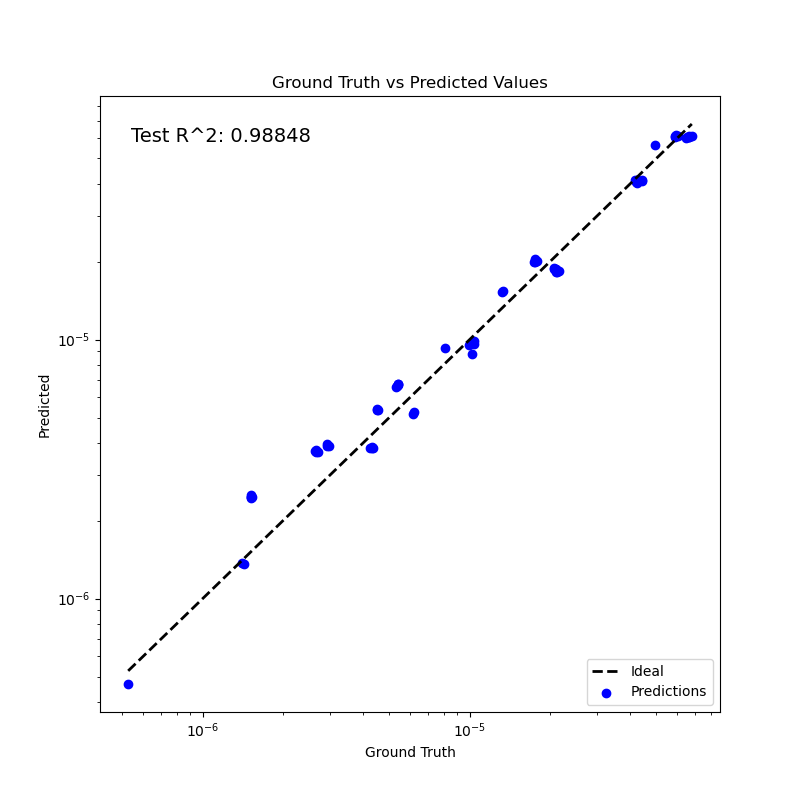 Ground Truth vs Predicted Values
Test R^2: 0.98848
Predicted
10⁻⁵
10⁻⁶
Ideal
Predictions
10⁻⁶
10⁻⁵
Ground Truth